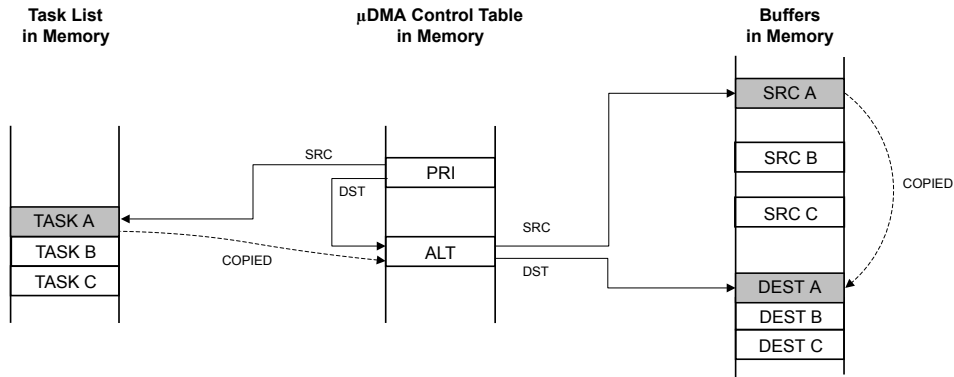 Task List
in Memory
µDMA Control Table
in Memory
Buffers
in Memory
SRC A
SRC
PRI
SRC B
DST
COPIED
TASK A
SRC C
SRC
TASK B
ALT
COPIED
DST
TASK C
DEST A
DEST B
DEST C